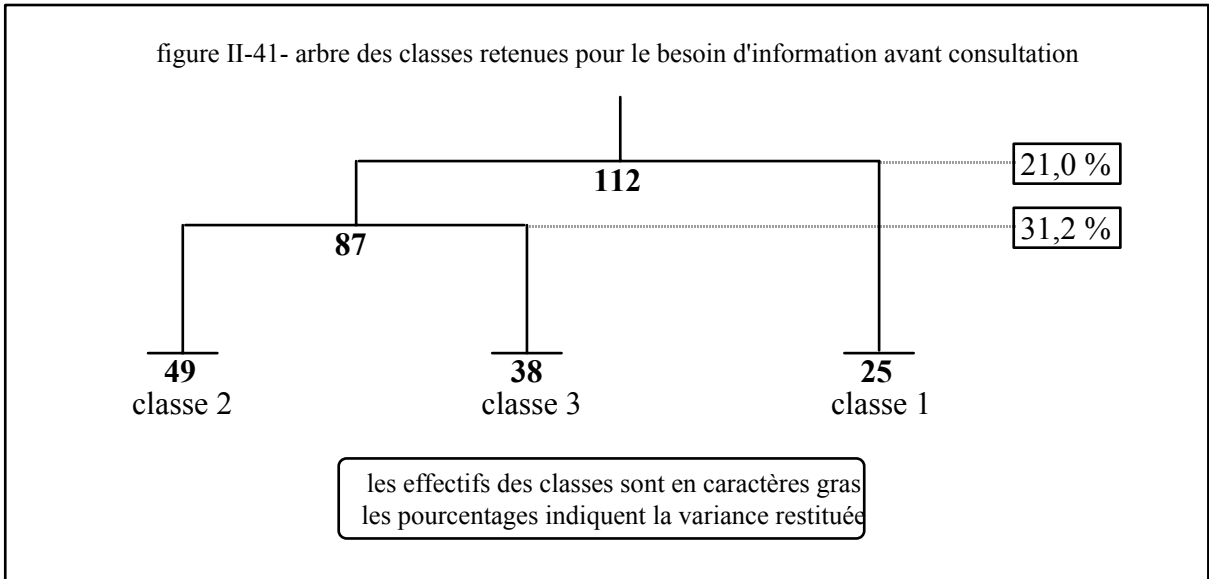 figure II-41- arbre des classes retenues pour le besoin d'information avant consultation
21,0 %
112
31,2 %
87
49
38
25
classe 2
classe 3
classe 1
les effectifs des classes sont en caractères gras
les pourcentages indiquent la variance restituée